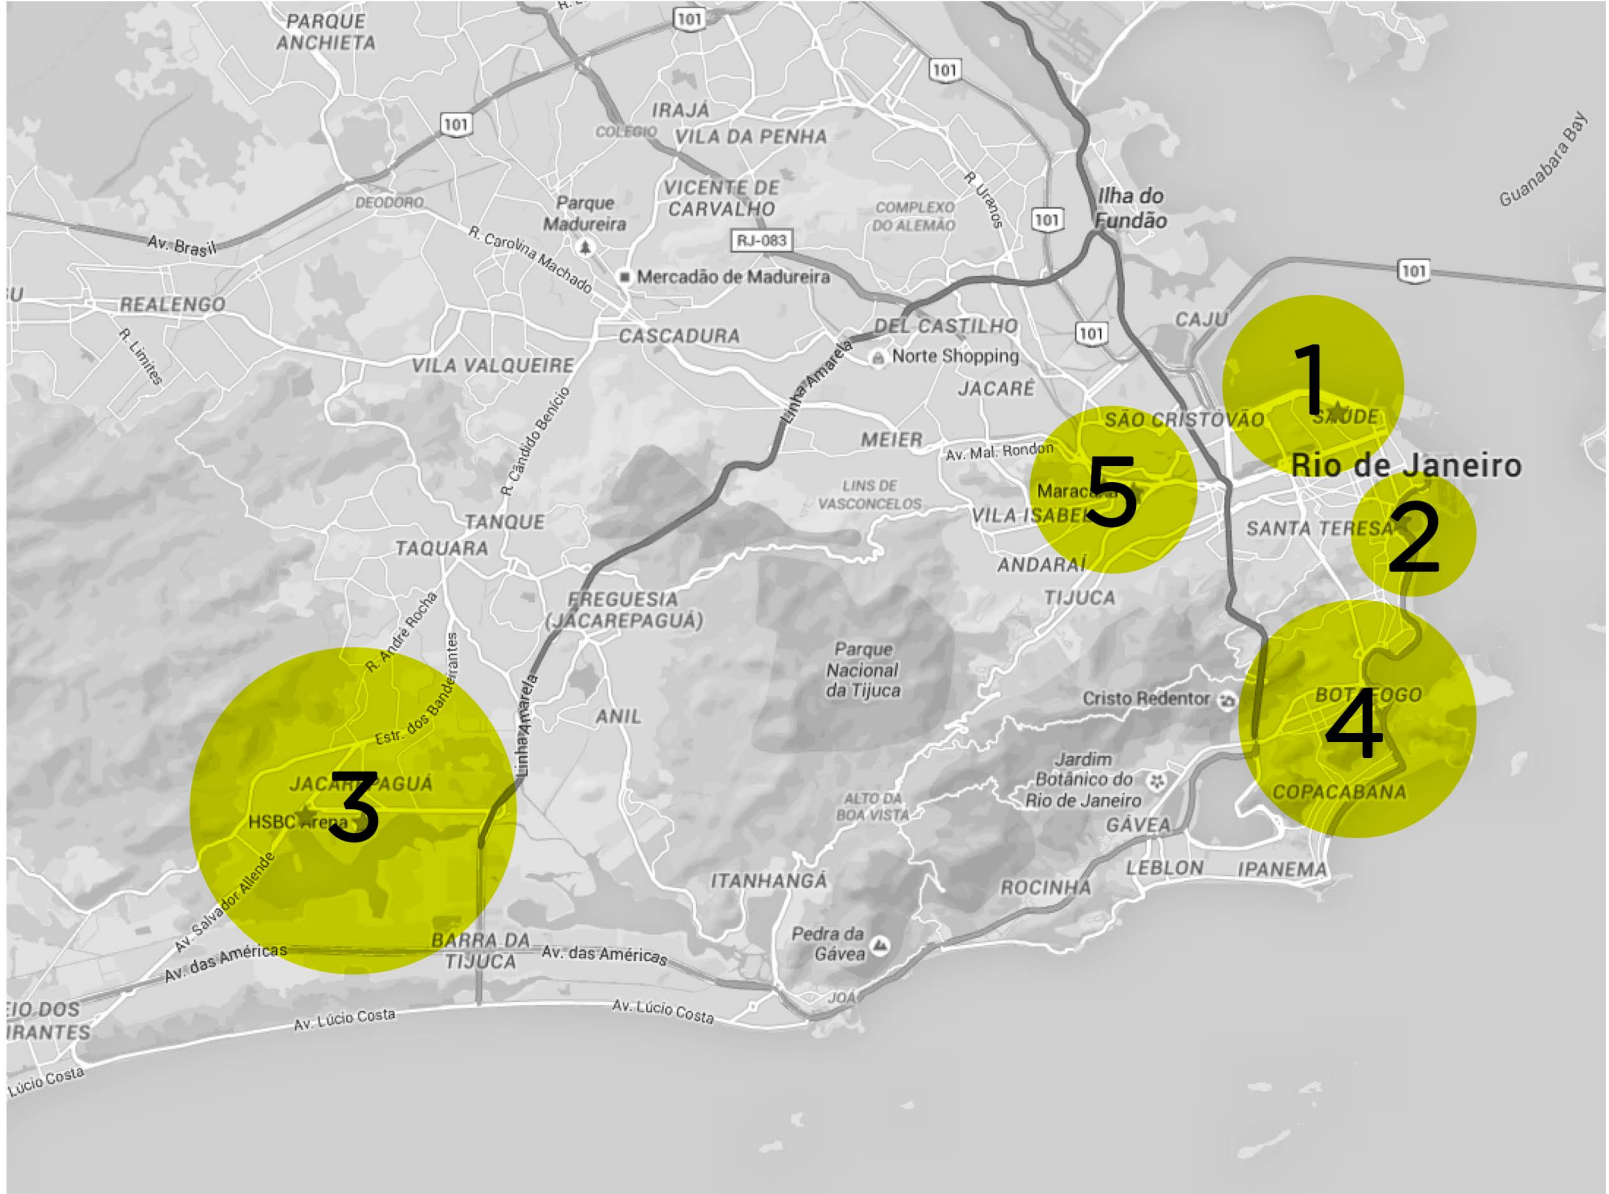 PARQUE
ANCHIETA
101
101
101
IRAJÁ
COLÉGIO
VILA DA PENHA
Guanabara Bay
R. Uranos
VICENTE DE
CARVALHO
DEODORO
Parque
Madureira
COMPLEXO
DO ALEMÃO
Ilha do
Fundão
101
RJ-083
Av. Brasil
R. Carolina Machado
Mercadão de Madureira
101
REALENGO
R. Limites
CASCADURA
DEL CASTILHO
CAJU
101
Norte Shopping
VILA VALQUEIRE
Linha Amarela
JACARÉ
1
SAÚDE
R. Cândido Benício
SÃO CRISTÓVÃO
MEIER
Av. Mal. Rondon
Rio de Janeiro
LINS DE
VASCONCELOS
5
VILA ISABEL
TANQUE
SANTA TERESA
2
TAQUARA
ANDARAÍ
TIJUCA
FREGUESIA
(JACAREPAGUÁ)
R. André Rocha
Estr. dos Bandeirantes
Parque
Nacional
da Tijuca
Linha Amarela
Cristo Redentor
4
ANIL
Jardim
Botânico do
Rio de Janeiro
COPACABANA
3
HSBC Arena
ALTO DA
BOA VISTA
GÁVEA
LEBLON
IPANEMA
ITANHANGÁ
ROCINHA
Av. Salvador Allende
Av. das Américas
BARRA DA
TIJUCA
Av. das Américas
Pedra da
Gávea
JOÁ
EIO DOS
IRANTES
Av. Lúcio Costa
Av. Lúcio Costa
Lúcio Costa